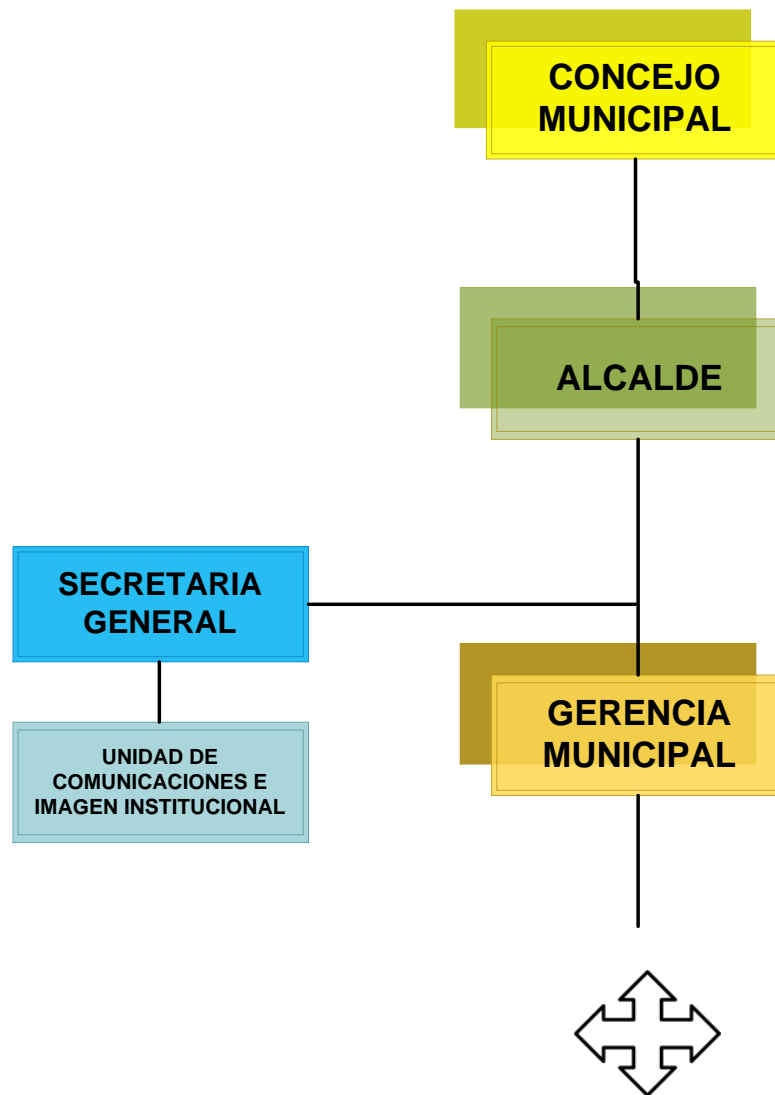 CONCEJO
MUNICIPAL
ALCALDE
SECRETARIA
GENERAL
GERENCIA
MUNICIPAL
UNIDAD DE
COMUNICACIONES E
IMAGEN INSTITUCIONAL